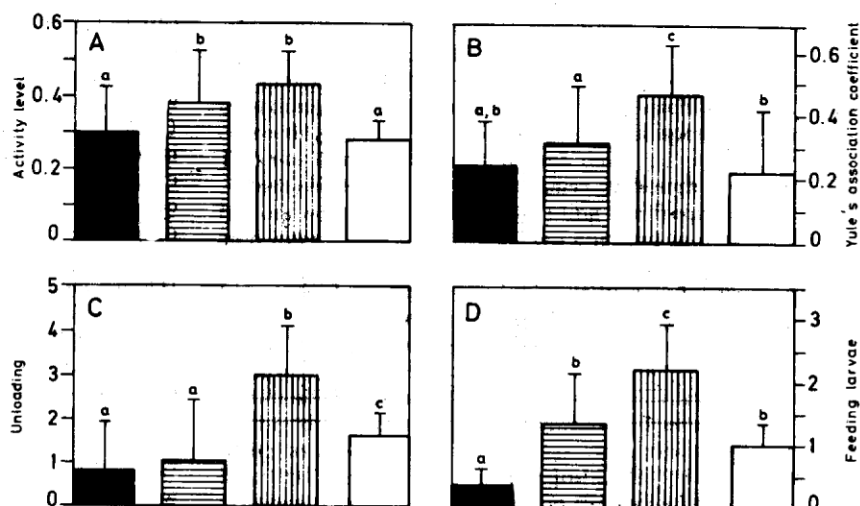 A
0.6
0.4
0.2
0
Activity level
a
b
b
a
B
a,b
a
c
b
0.6
0.4
0.2
0
Yule's association coefficient
C
5
4
3
2
1
0
Unloading
a
a
b
c
D
a
b
c
b
3
2
1
0
Feeding larvae